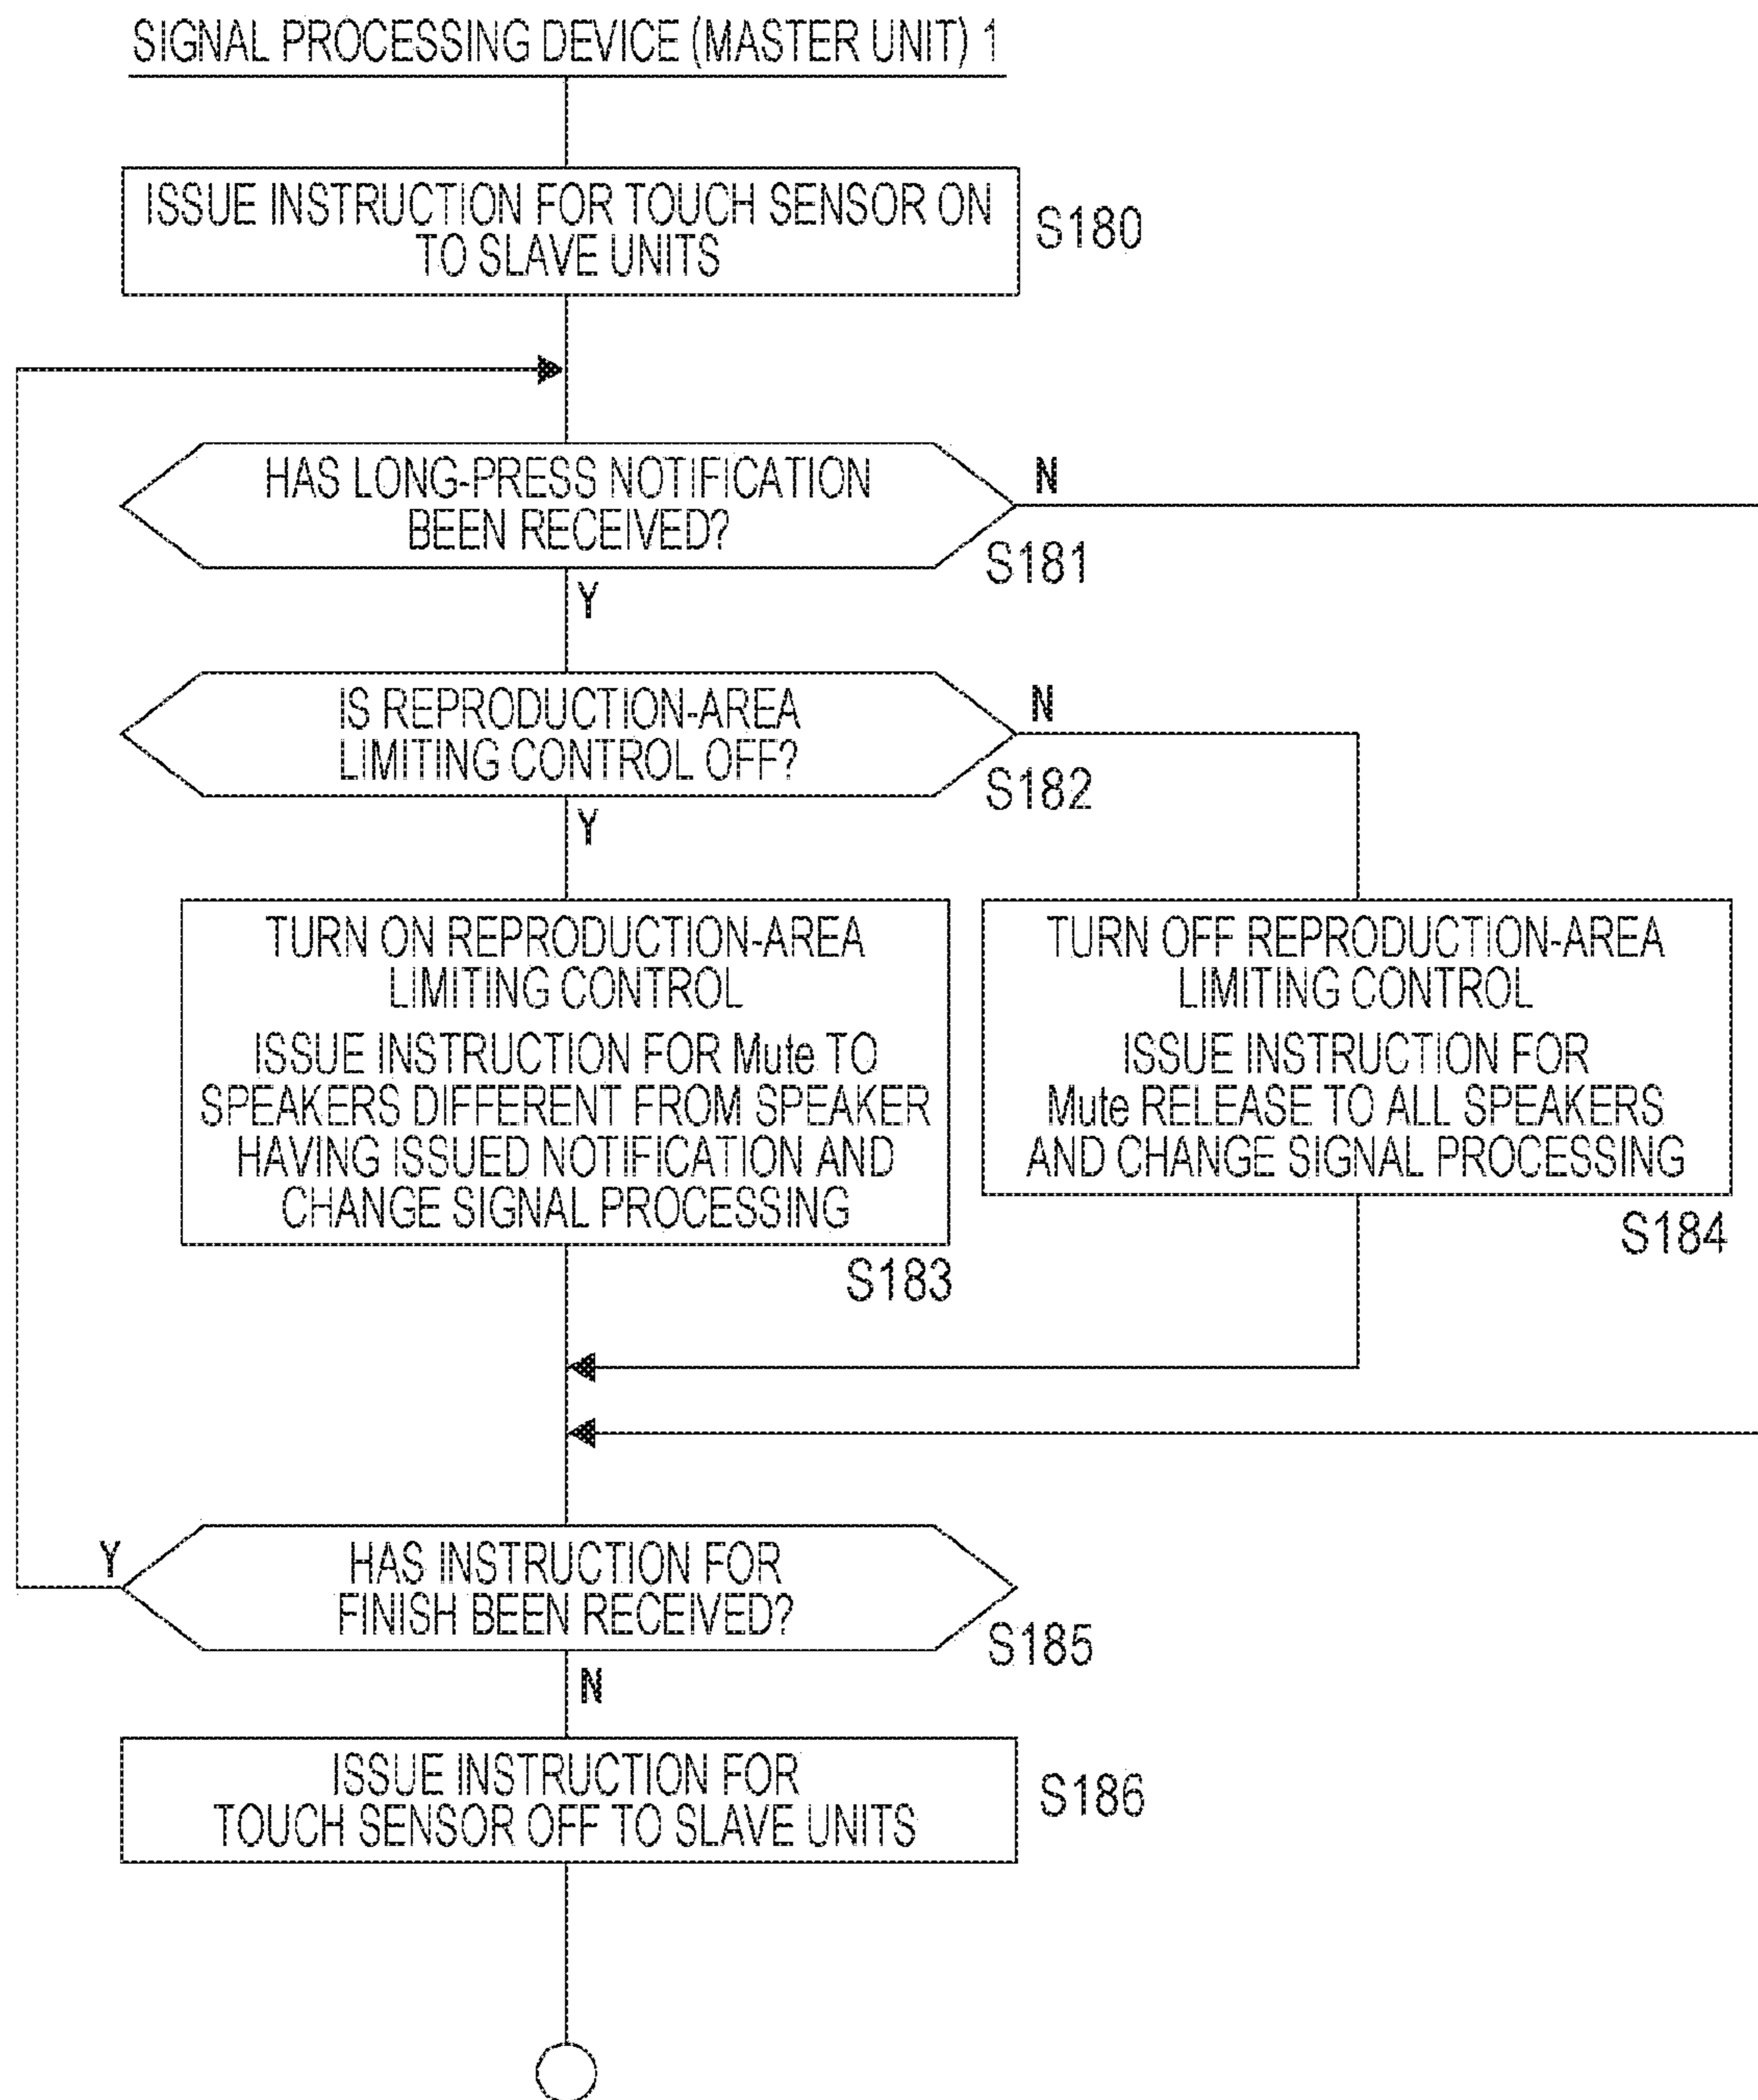 SIGNAL PROCESSING DEVICE (MASTER UNIT) 1
ISSUE INSTRUCTION FOR TOUCH SENSOR ON
TO SLAVE UNITS
S180
HAS LONG-PRESS NOTIFICATION
BEEN RECEIVED?
N
S181
Y
IS REPRODUCTION-AREA
LIMITING CONTROL OFF?
N
S182
Y
TURN ON REPRODUCTION-AREA
LIMITING CONTROL
ISSUE INSTRUCTION FOR Mute TO
SPEAKERS DIFFERENT FROM SPEAKER
HAVING ISSUED NOTIFICATION AND
CHANGE SIGNAL PROCESSING
S183
TURN OFF REPRODUCTION-AREA
LIMITING CONTROL
ISSUE INSTRUCTION FOR
Mute RELEASE TO ALL SPEAKERS
AND CHANGE SIGNAL PROCESSING
S184
Y
HAS INSTRUCTION FOR
FINISH BEEN RECEIVED?
S185
N
ISSUE INSTRUCTION FOR
TOUCH SENSOR OFF TO SLAVE UNITS
S186